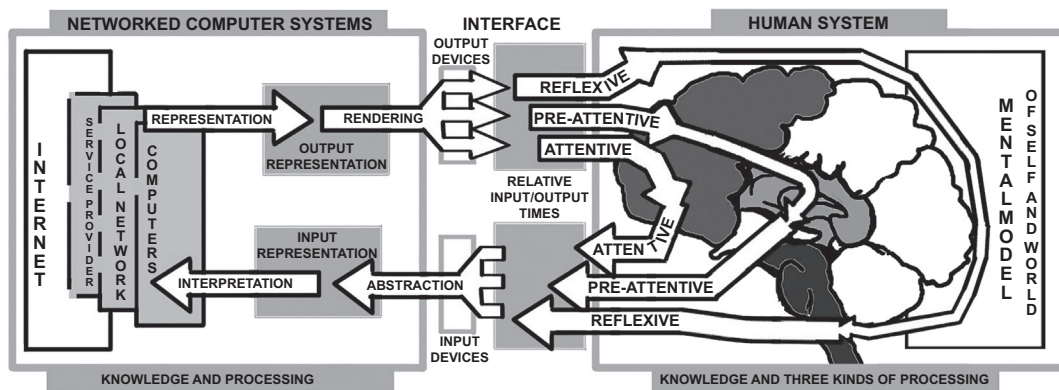 NETWORKED COMPUTER SYSTEMS
INTERFACE
HUMAN SYSTEM
OUTPUT
DEVICES
INTERNET
SERVICE PROVIDER
LOCAL NETWORK
COMPUTERS
REPRESENTATION
OUTPUT
REPRESENTATION
RENDERING
REFLEXIVE
PRE-ATTENTIVE
ATTENTIVE
RELATIVE
INPUT/OUTPUT
TIMES
INPUT
REPRESENTATION
INTERPRETATION
ABSTRACTION
INPUT
DEVICES
ATTENTIVE
PRE-ATTENTIVE
REFLEXIVE
MENTALMODEL
OF SELF AND WORLD
KNOWLEDGE AND PROCESSING
KNOWLEDGE AND THREE KINDS OF PROCESSING